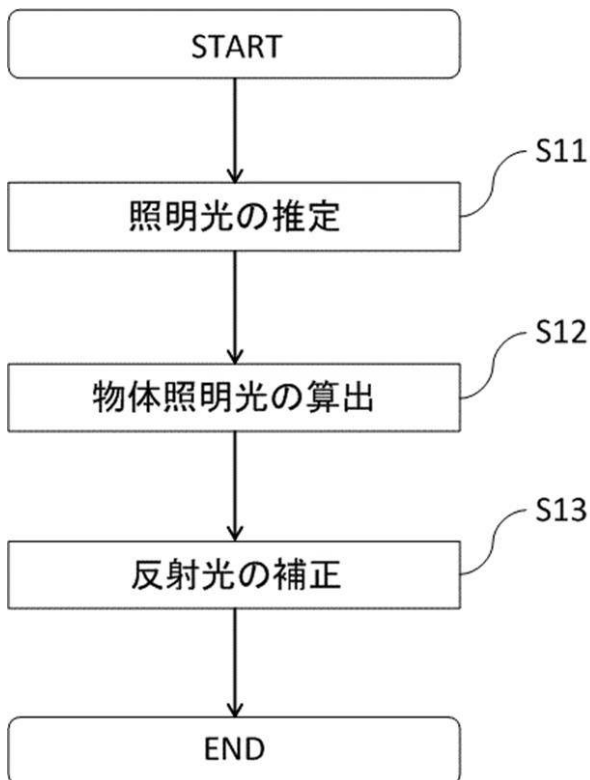 START
S11
照明光の推定
S12
物体照明光の算出
S13
反射光の補正
END